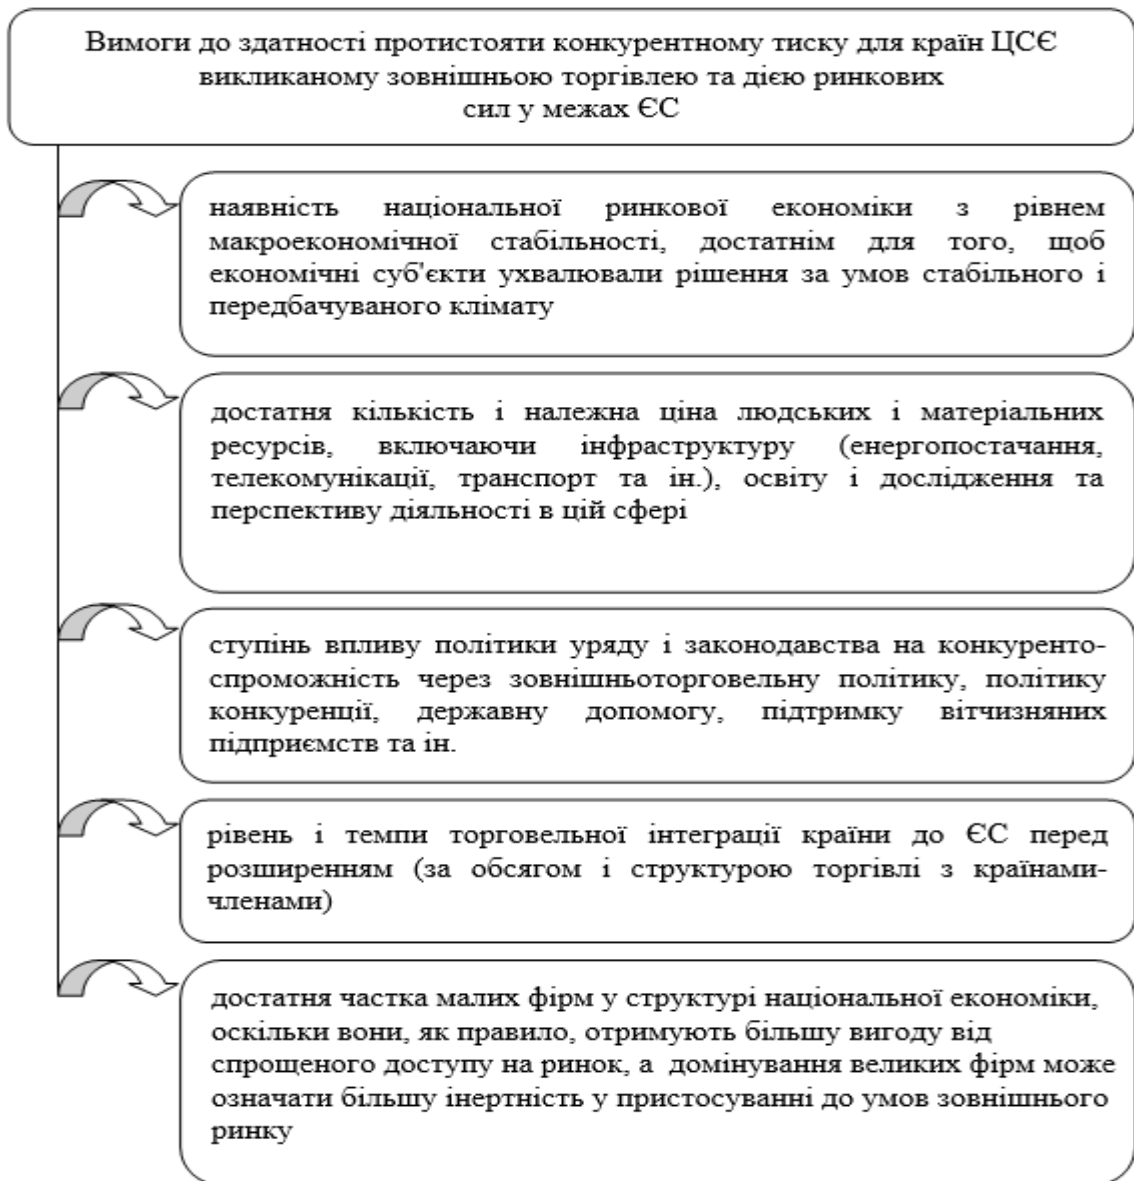 Вимоги до здатності протистояти конкурентному тиску для країн ЦСЄ
викликаному зовнішньою торгівлею та дією ринкових
сил у межах ЄС
наявність національної ринкової економіки з рівнем
макроекономічної стабільності, достатнім для того, щоб
економічні суб'єкти ухвалювали рішення за умов стабільного і
передбачуваного клімату
достатня кількість і належна ціна людських і матеріальних
ресурсів, включаючи інфраструктуру (енергопостачання,
телекомунікації, транспорт та ін.), освіту і дослідження та
перспективу діяльності в цій сфері
ступінь впливу політики уряду і законодавства на конкуренто-
спроможність через зовнішньоторговельну політику, політику
конкуренції, державну допомогу, підтримку вітчизняних
підприємств та ін.
рівень і темпи торговельної інтеграції країни до ЄС перед
розширенням (за обсягом і структурою торгівлі з країнами-
членами)
достатня частка малих фірм у структурі національної економіки,
оскільки вони, як правило, отримують більшу вигоду від
спрощеного доступу на ринок, а домінування великих фірм може
означати більшу інертність у пристосуванні до умов зовнішнього
ринку